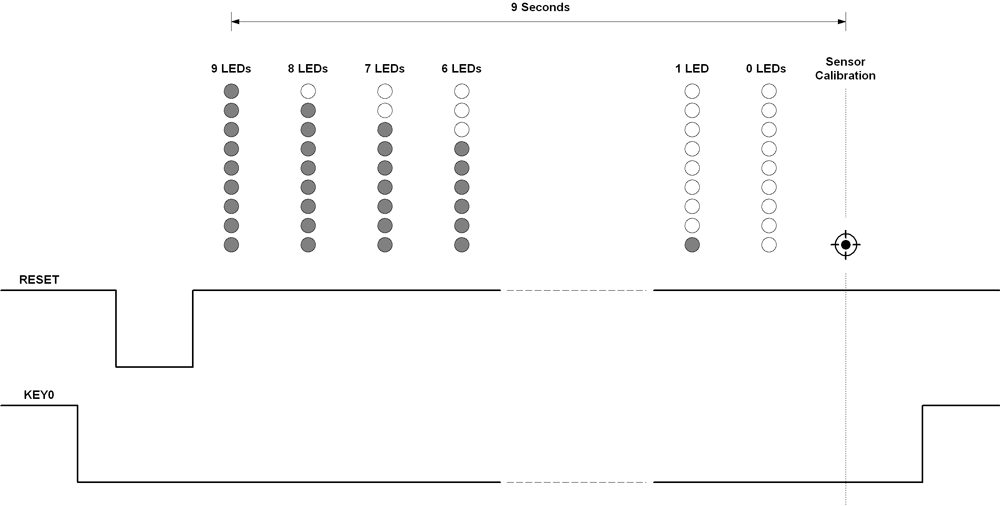 9 Seconds
9 LEDs
8 LEDs
7 LEDs
6 LEDs
1 LED
0 LEDs
Sensor
Calibration
RESET
KEY0